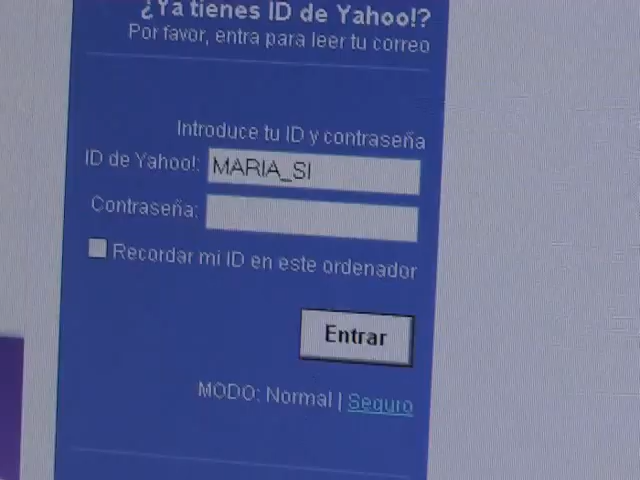 ¿Ya tienes ID de Yahoo!?
Por favor, entra para leer tu correo
Introduce tu ID y contraseña
ID de Yahoo!: MARIA_SI
Contraseña:
Recordar mi ID en este ordenador
Entrar
MODO: Normal | Seguro